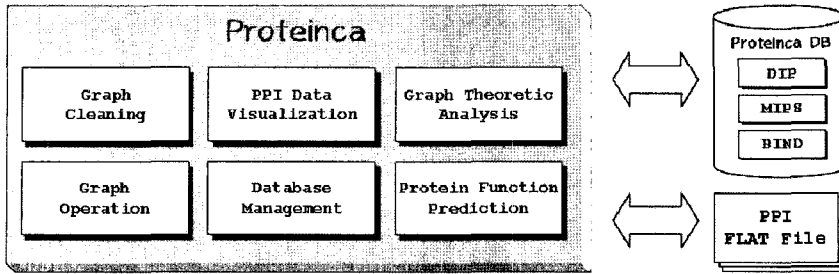 Proteinca
Graph
Cleaning
PPI Data
Visualization
Graph Theoretic
Analysis
Graph
Operation
Database
Management
Protein Function
Prediction
Proteinca DB
DIP
MIPS
BIND
PPI
FLAT File